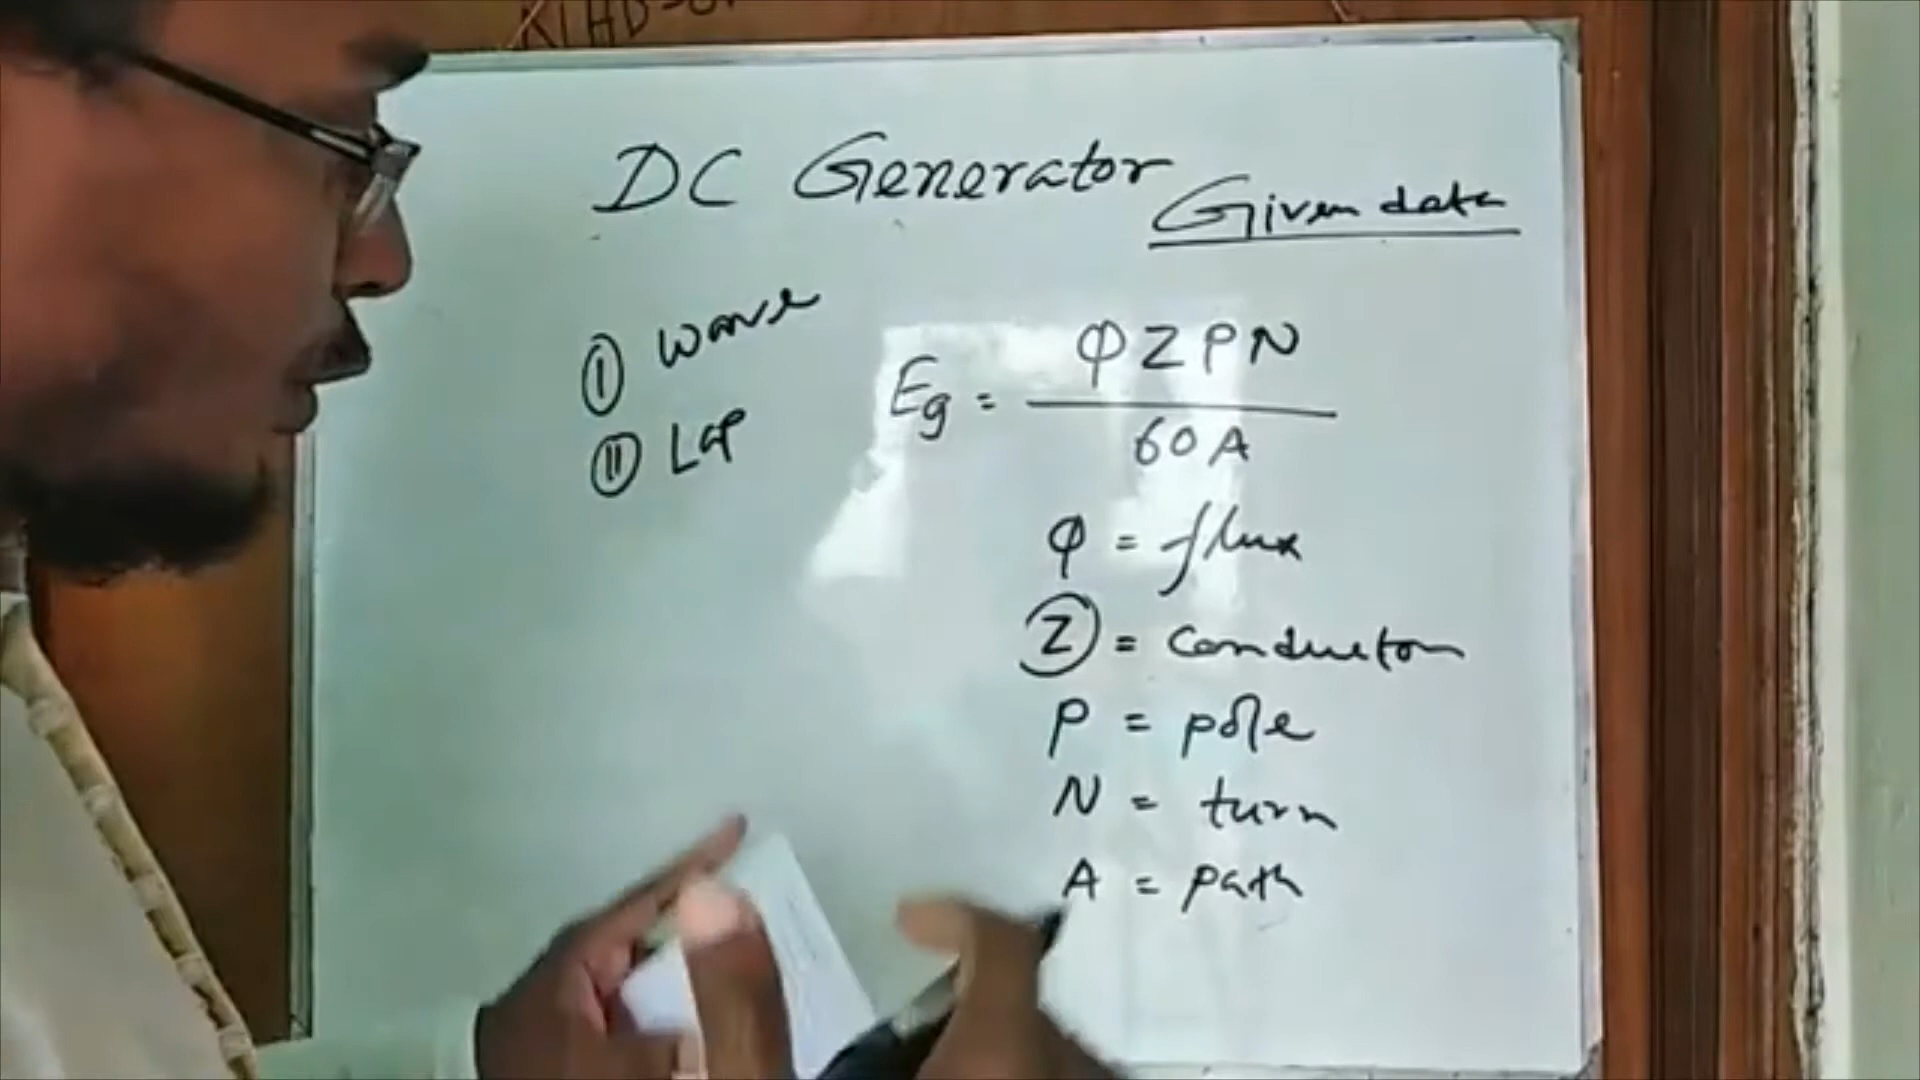 DC Generator
Given data
① wave
② Lap
Eg = ΦZPN / 60A
Φ = flux
Ⓩ = conductor
P = pole
N = turn
A = path